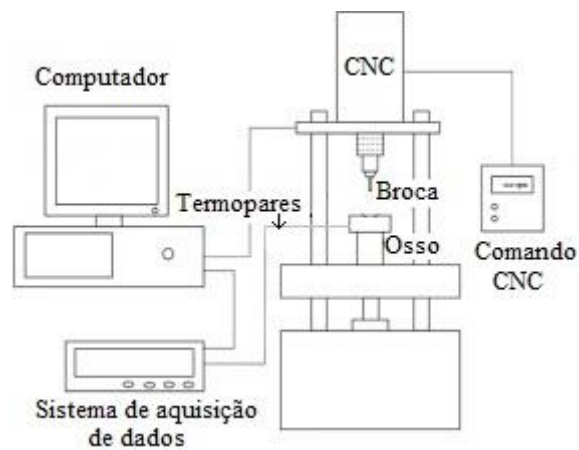 CNC
Computador
Broca
Termopares
Osso
Comando
CNC
Sistema de aquisição
de dados